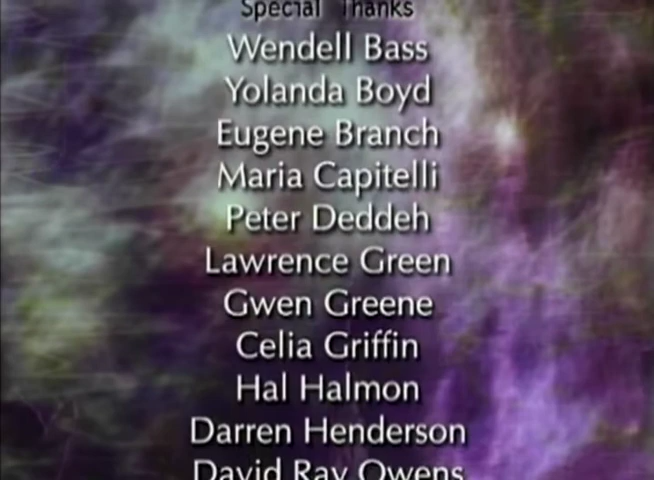 Special Thanks
Wendell Bass
Yolanda Boyd
Eugene Branch
Maria Capitelli
Peter Deddeh
Lawrence Green
Gwen Greene
Celia Griffin
Hal Halmon
Darren Henderson
David Ray Owens